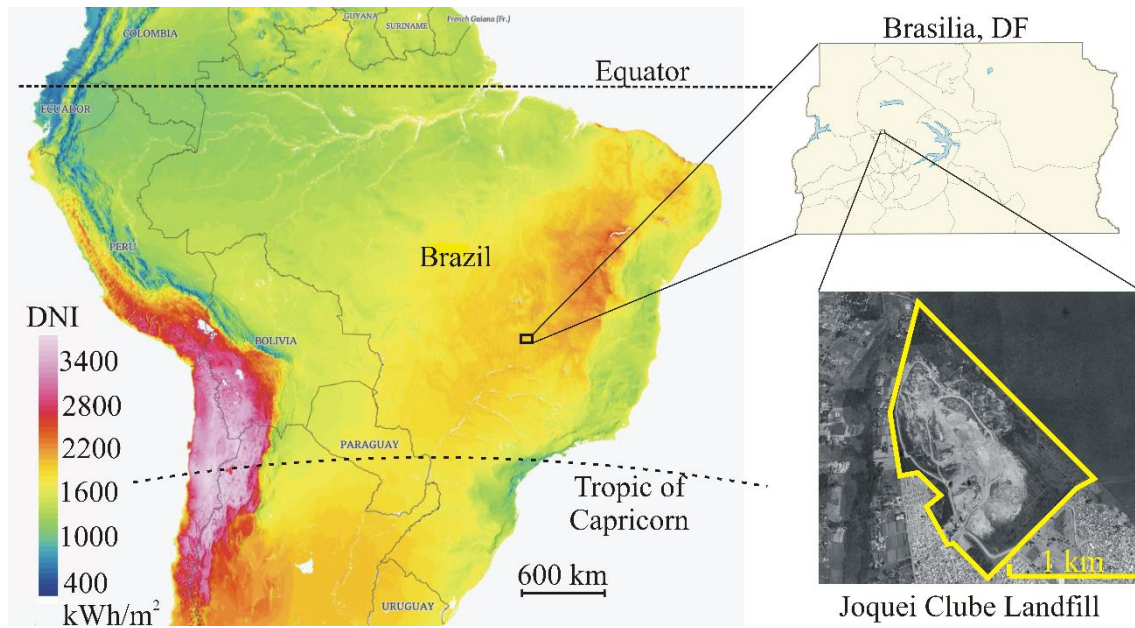 GUYANA
French Guiana (Fr.)
SURINAME
COLOMBIA
Equator
ECUADOR
PERU
Brazil
BOLIVIA
PARAGUAY
Tropic of
Capricorn
URUGUAY
600 km
DNI
3400
2800
2200
1600
1000
400
kWh/m²
Brasilia, DF
1 km
Joquei Clube Landfill